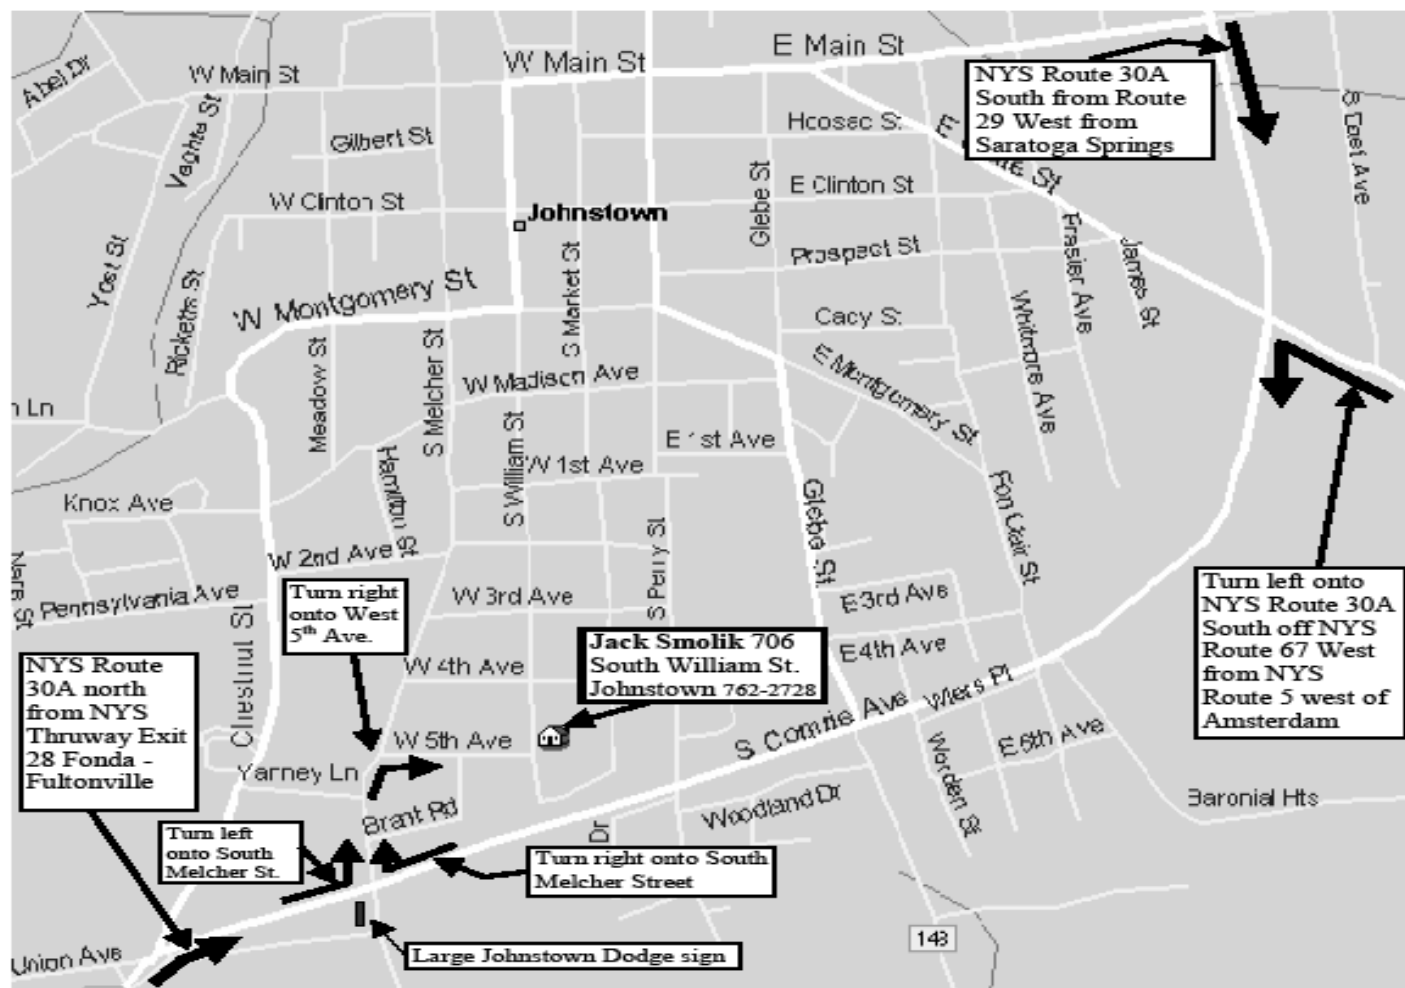 Abel Dr
W Main St
W Main St
E Main St
NYS Route 30A
South from Route
29 West from
Saratoga Springs
Gilbert St
Hoosac St
E
St
W Clinton St
Johnstown
E Clinton St
Glebe St
Prospect St
Yost St
Ricketts St
W Montgomery St
S Market St
Frasier Ave
James St
Whitmore Ave
Meadow St
S Melcher St
W Madison Ave
E Montgomery St
n Ln
E 1st Ave
W 1st Ave
S William St
Knox Ave
Hamilton St
W 2nd Ave
S Perry St
Glebe St
Fon Clair St
Pennsylvania Ave
Turn right
onto West
5th Ave.
W 3rd Ave
E 3rd Ave
Turn left onto
NYS Route 30A
South off NYS
Route 67 West
from NYS
Route 5 west of
Amsterdam
Jack Smolik 706
South William St.
Johnstown 762-2728
W 4th Ave
E 4th Ave
NYS Route
30A north
from NYS
Thruway Exit
28 Fonda -
Fultonville
Chestnut St
W 5th Ave
S Comrie Ave
Wiers Pl
E 6th Ave
Yarney Ln
Worden St
Baronial Hts
Brant Rd
Woodland Dr
Dr
Turn left
onto South
Melcher St.
Turn right onto South
Melcher Street
Union Ave
Large Johnstown Dodge sign
148